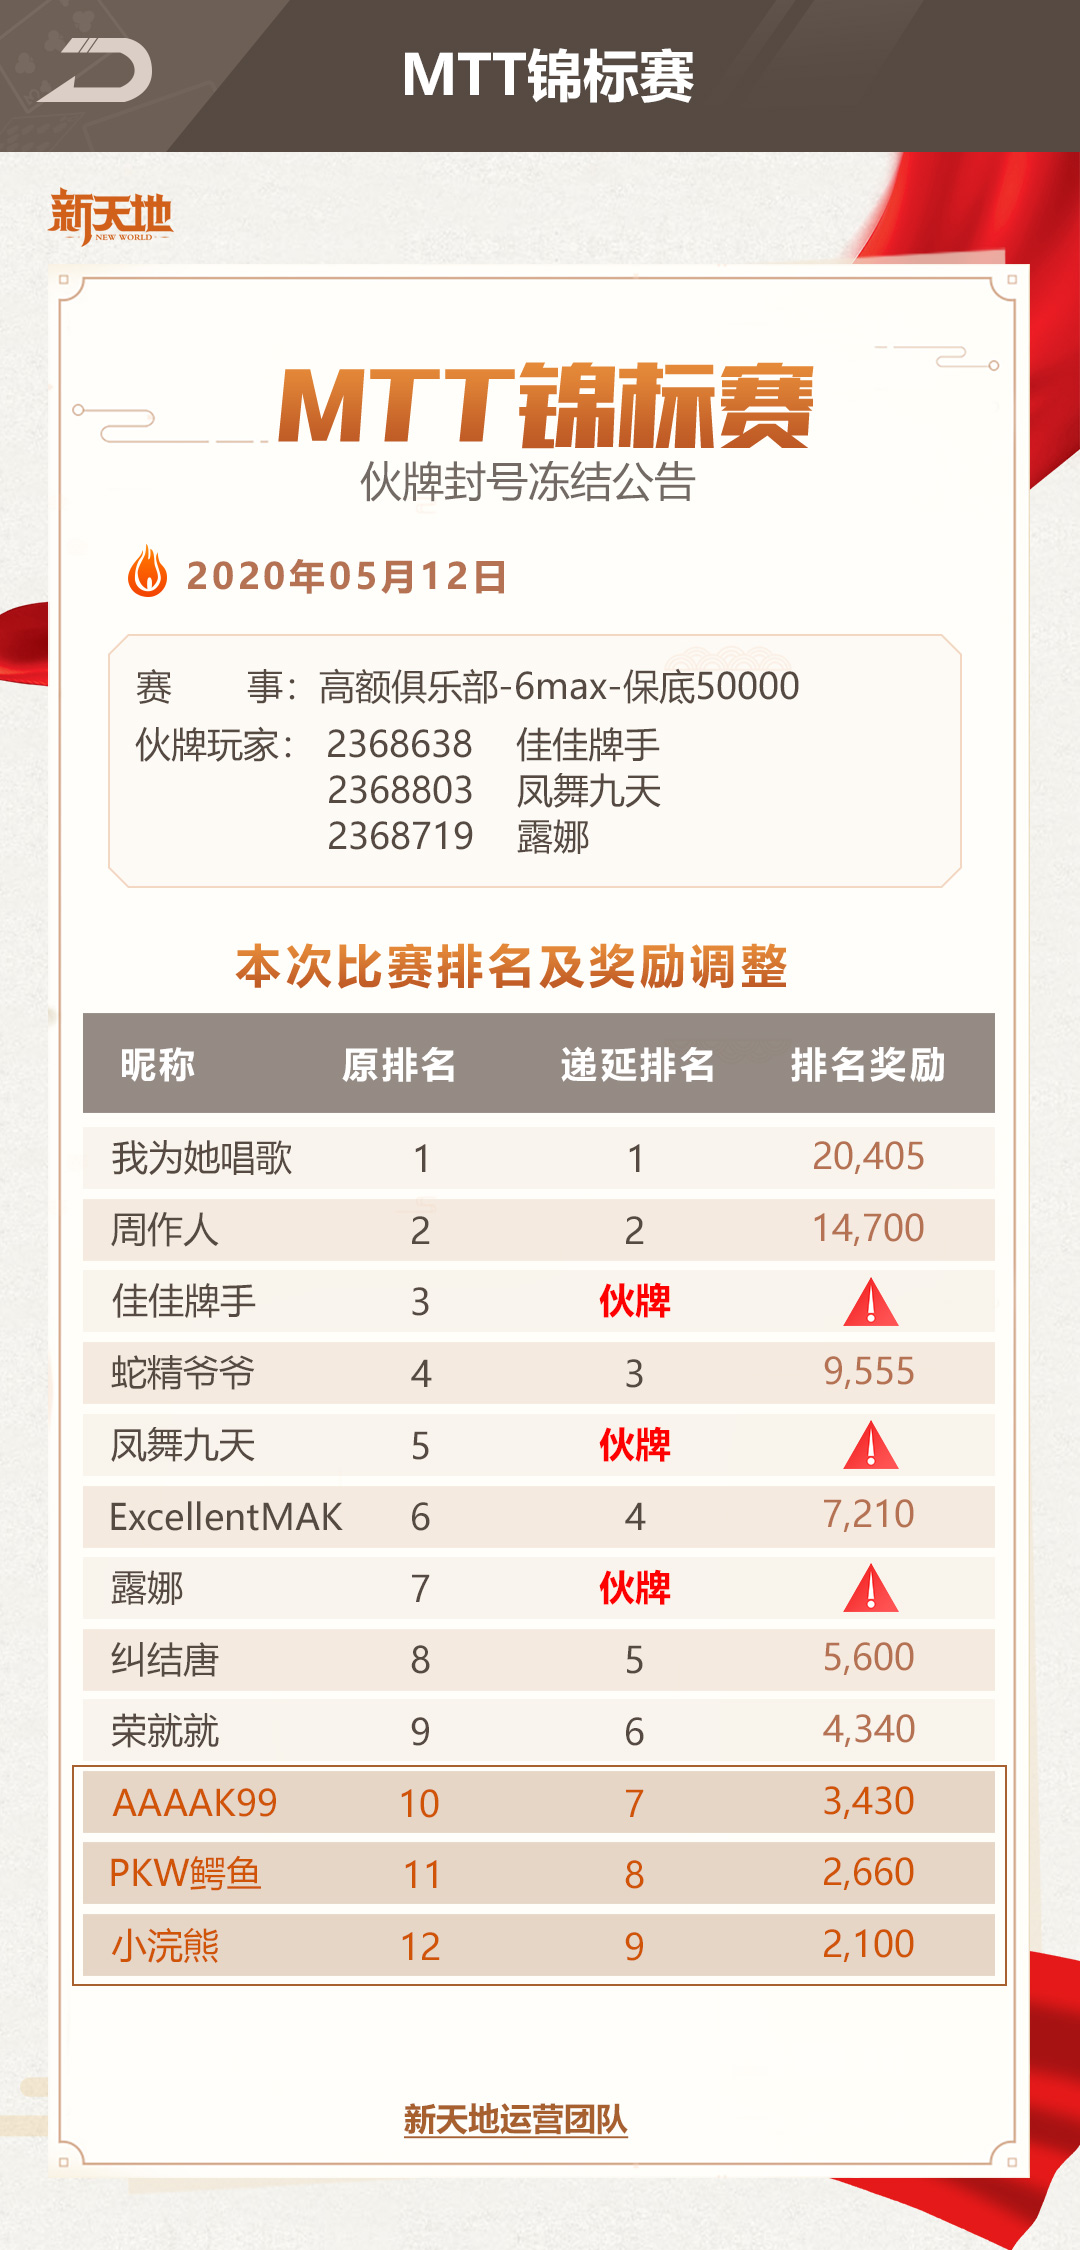 MTT锦标赛
新天地
NEW WORLD
MTT锦标赛
伙牌封号冻结公告
2020年05月12日
赛 事：高额俱乐部-6max-保底50000
伙牌玩家： 2368638 佳佳牌手
2368803 凤舞九天
2368719 露娜
本次比赛排名及奖励调整
昵称 原排名 递延排名 排名奖励
我为她唱歌 1 1 20,405
周作人 2 2 14,700
佳佳牌手 3 伙牌
蛇精爷爷 4 3 9,555
凤舞九天 5 伙牌
ExcellentMAK 6 4 7,210
露娜 7 伙牌
纠结唐 8 5 5,600
荣就就 9 6 4,340
AAAAK99 10 7 3,430
PKW鳄鱼 11 8 2,660
小浣熊 12 9 2,100
新天地运营团队